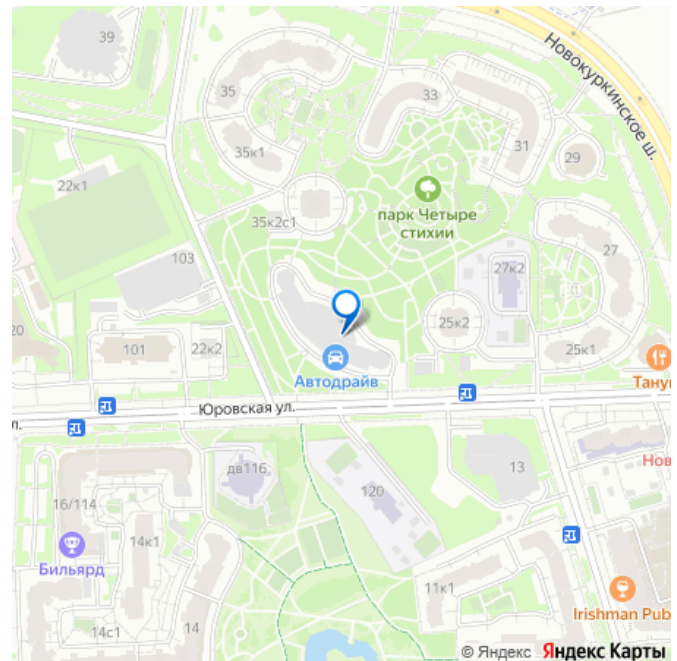 39
Новокуркинское ш.
35
33
31
35к1
29
22к1
парк Четыре
стихии
35к2с1
27
103
27к2
20
101
22к2
25к2
25к1
Автодрайв
Тану
Юровская ул.
л.
дв116
13
Нов
120
16/114
14к1
Бильярд
11к1
Irishman Pub
14с1
14
© Яндекс Яндекс Карты